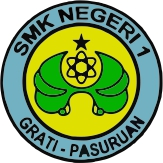 SMK NEGERI 1
GRATI - PASURUAN